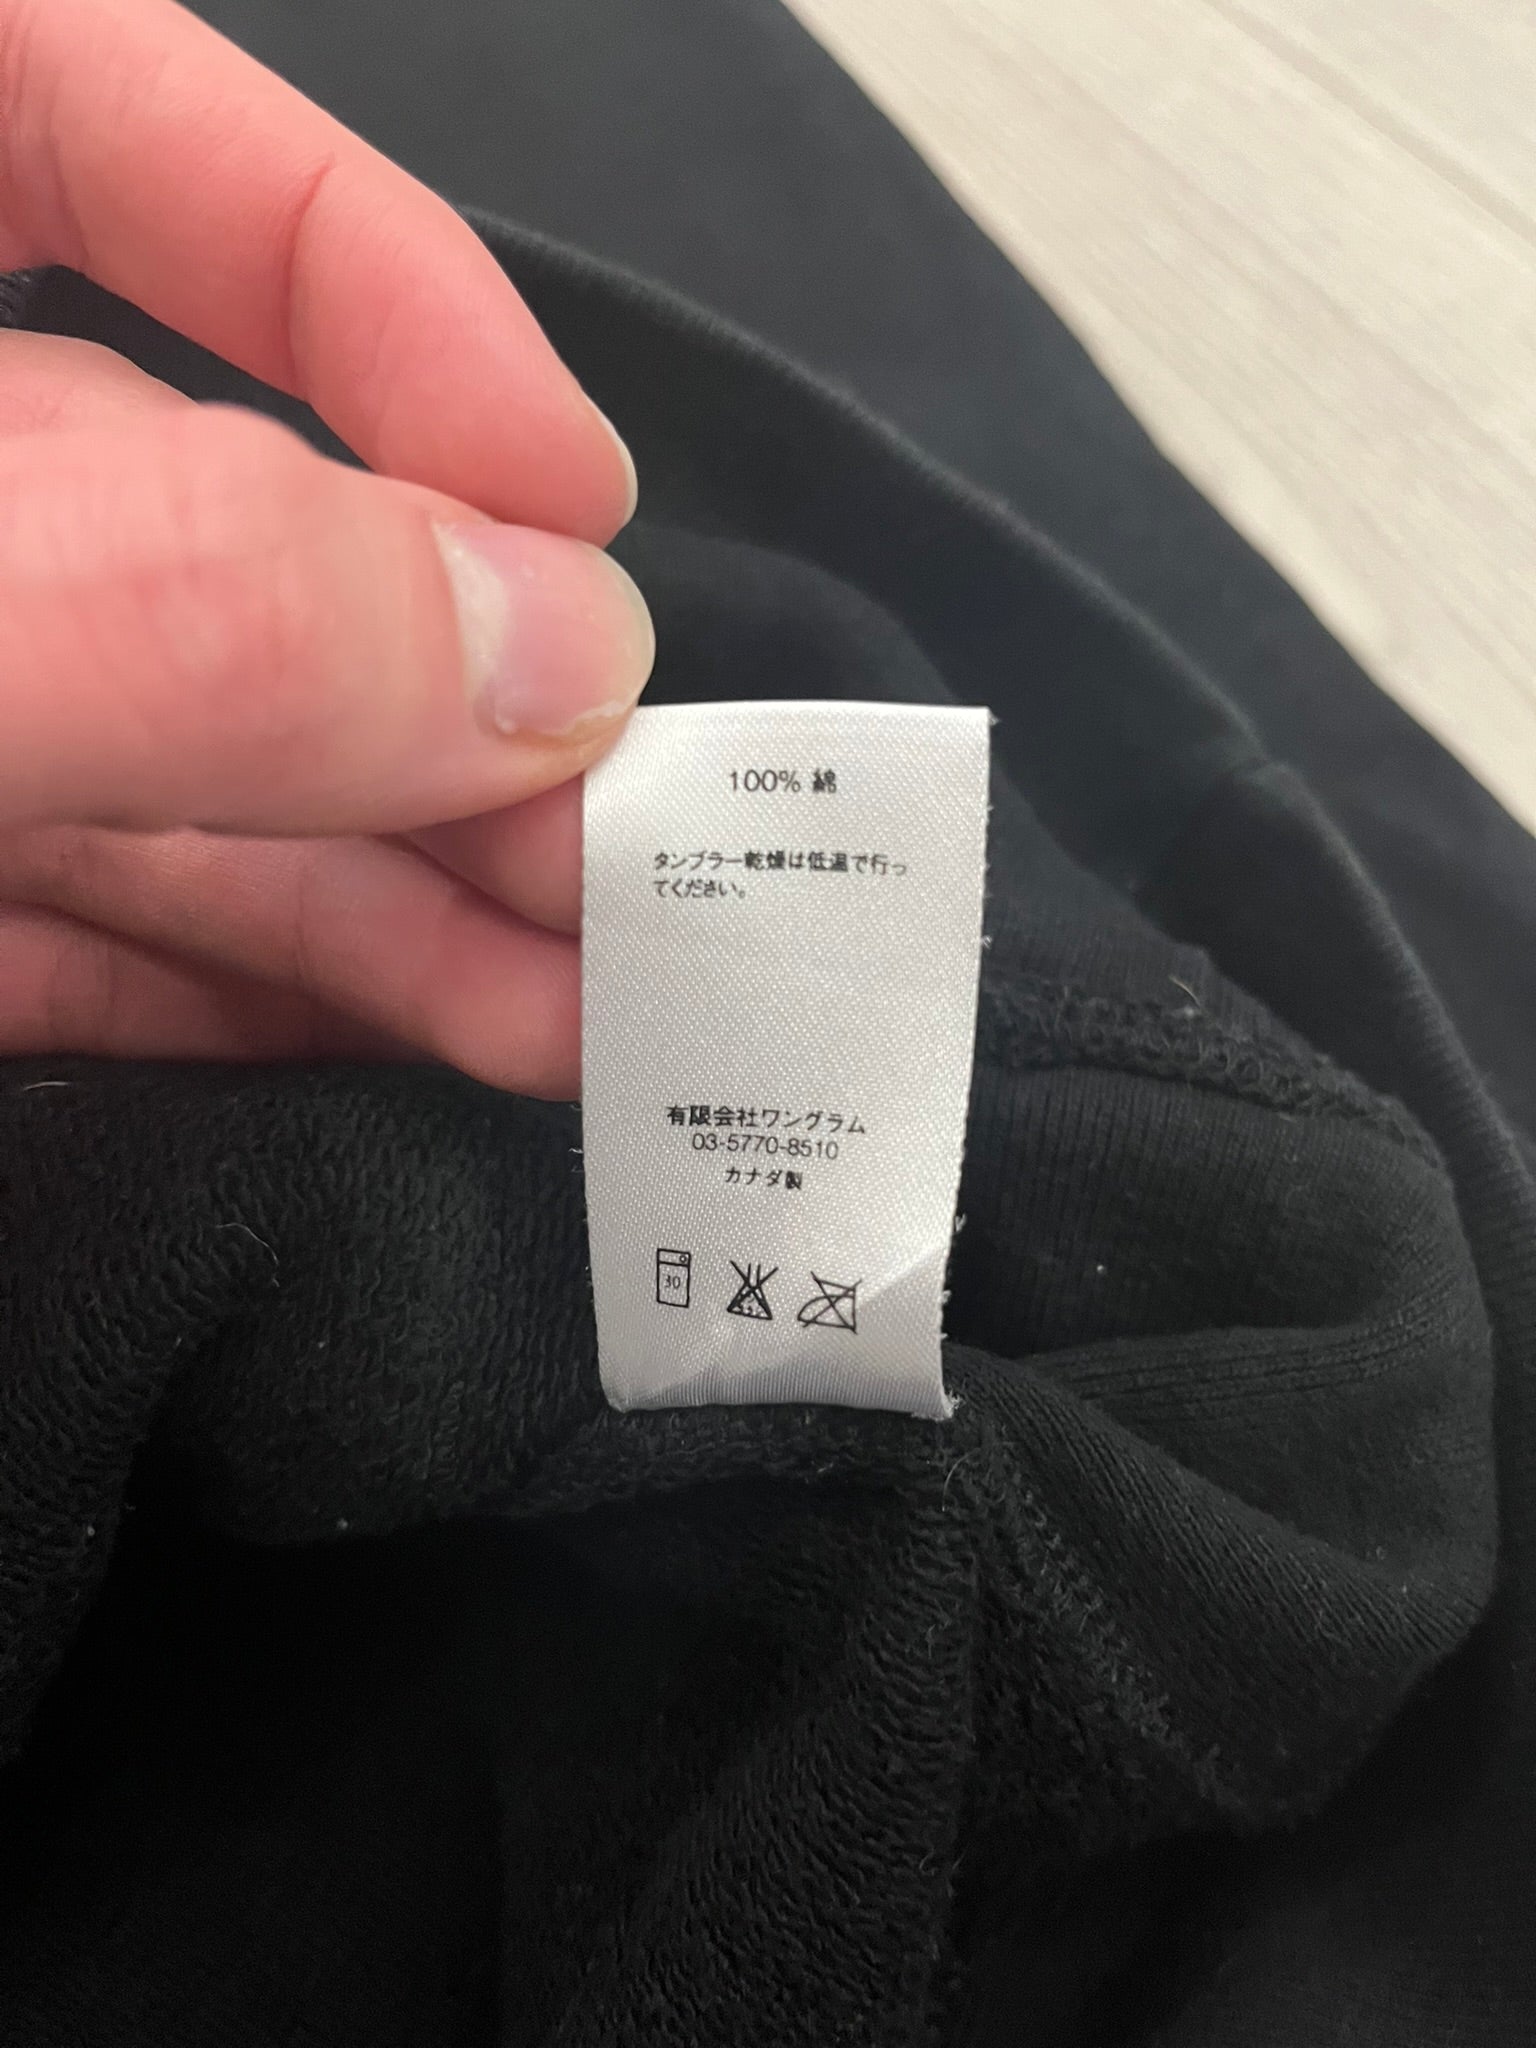 100% 綿
タンブラー乾燥は低温で行っ
てください。
有限会社ワングラム
03-5770-8510
カナダ製
30